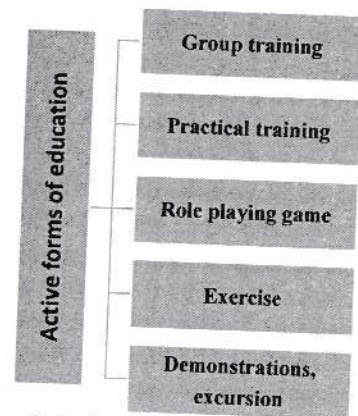 Active forms of education
Group training
Practical training
Role playing game
Exercise
Demonstrations,
excursion